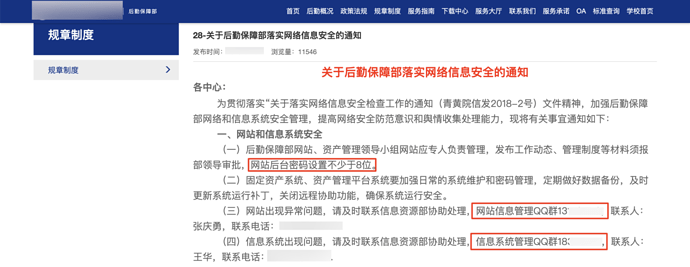 后勤保障部
首页 后勤概况 政策法规 规章制度 服务指南 下载中心 服务大厅 联系我们 服务承诺 OA 标准查询 学校首页
规章制度
规章制度
28-关于后勤保障部落实网络信息安全的通知
发布时间： 浏览量：11546
关于后勤保障部落实网络信息安全的通知
各中心：
为贯彻落实“关于落实网络信息安全检查工作的通知（青黄院信发2018-2号）文件精神，加强后勤保障
部网络和信息系统安全管理，提高网络安全防范意识和舆情收集处理能力，现将有关事宜通知如下：
一、网站和信息系统安全
（一）后勤保障部网站、资产管理领导小组网站应专人负责管理，发布工作动态、管理制度等材料须报
部领导审批，网站后台密码设置不少于8位。
（二）固定资产系统、资产管理平台系统要加强日常的系统维护和密码管理，定期做好数据备份，及时
更新系统运行补丁，关闭远程协助功能，确保系统运行安全。
（三）网站出现异常问题，请及时联系信息资源部协助处理，网站信息管理QQ群13 联系人：
张庆勇，联系电话：
（四）信息系统出现问题，请及时联系信息资源部协助处理，信息系统管理QQ群18 ，联系人：
王华，联系电话：